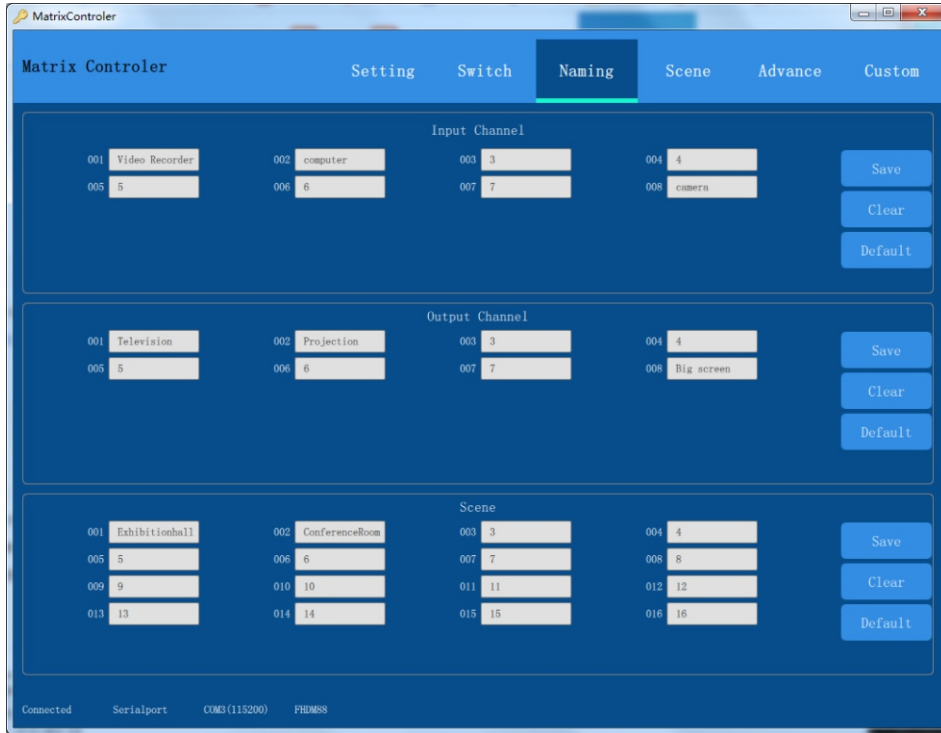 MatrixControler
Matrix Controler Setting Switch Naming Scene Advance Custom
Input Channel
001 Video Recorder 002 computer 003 3 004 4
005 5 006 6 007 7 008 camera
Save
Clear
Default
Output Channel
001 Television 002 Projection 003 3 004 4
005 5 006 6 007 7 008 Big screen
Save
Clear
Default
Scene
001 Exhibitionhall 002 ConferenceRoom 003 3 004 4
005 5 006 6 007 7 008 8
009 9 010 10 011 11 012 12
013 13 014 14 015 15 016 16
Save
Clear
Default
Connected Serialport COM3(115200) FHDM88